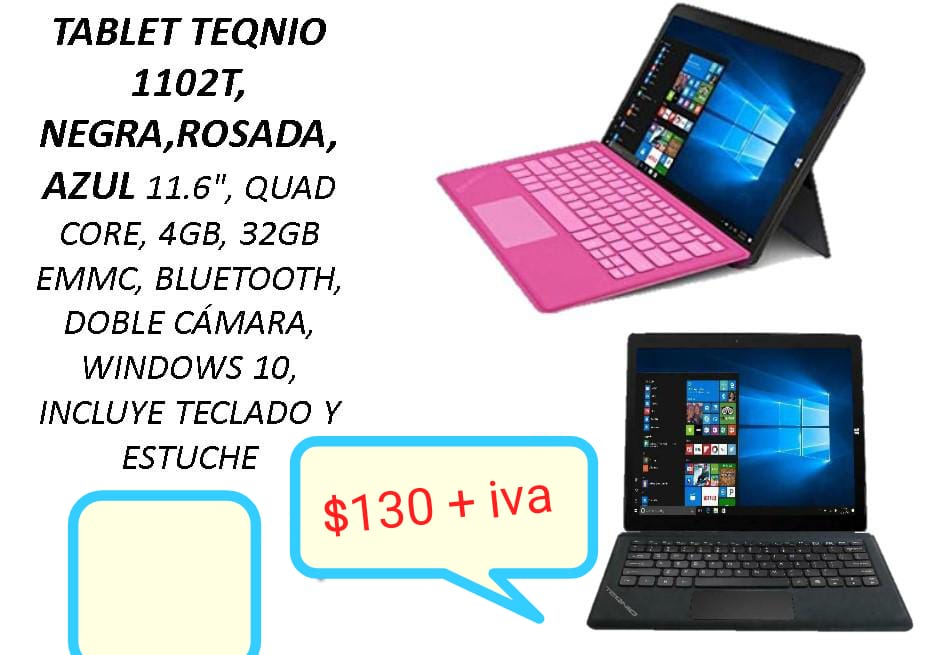 TABLET TEQNIO
1102T,
NEGRA,ROSADA,
AZUL 11.6", QUAD
CORE, 4GB, 32GB
EMMC, BLUETOOTH,
DOBLE CÁMARA,
WINDOWS 10,
INCLUYE TECLADO Y
ESTUCHE
$130 + iva
TEQNIO